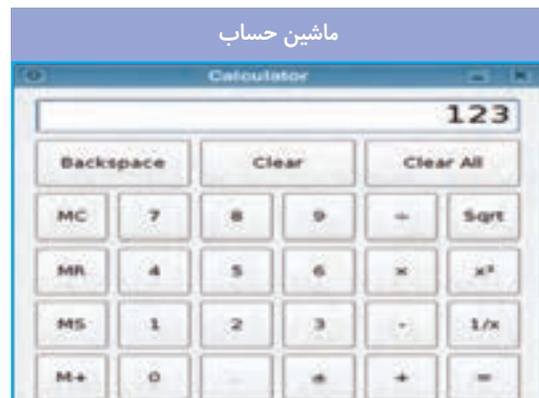 ماشین حساب
Calculator
123
Backspace Clear Clear All
MC 7 8 9 ÷ Sqrt
MR 4 5 6 × x²
MS 1 2 3 - 1/x
M+ 0 . ± + =